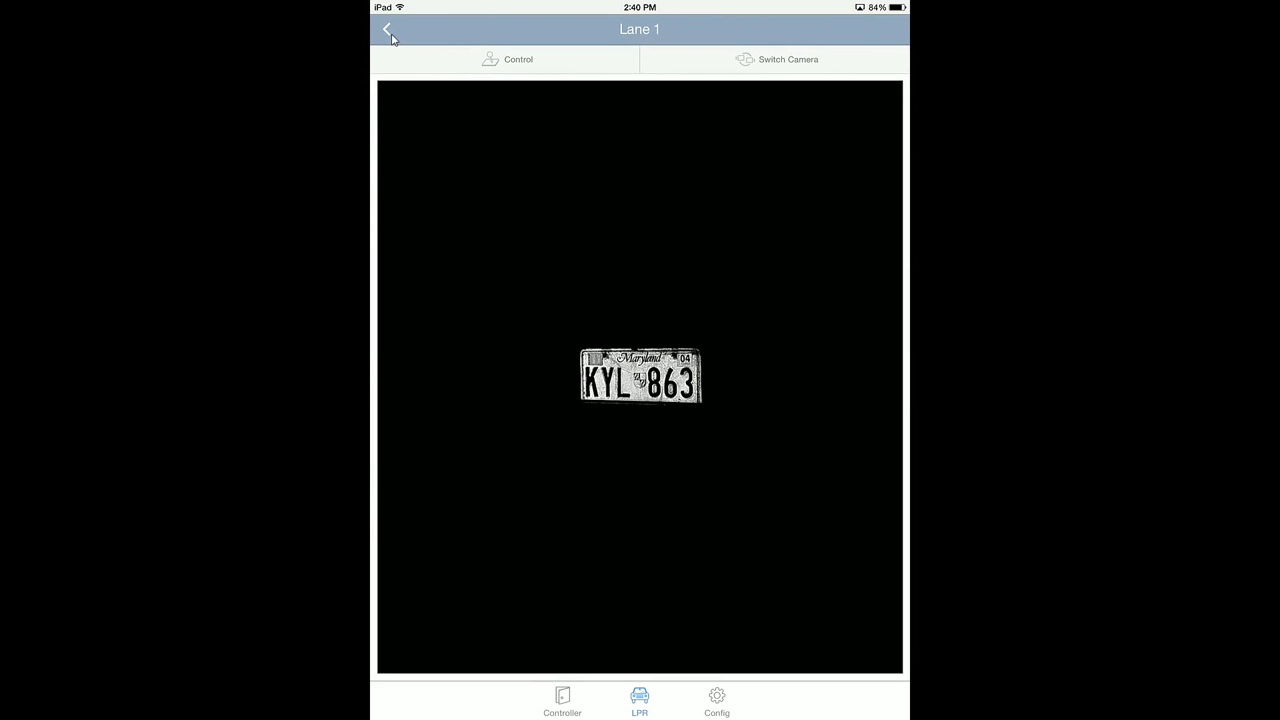 iPad 2:40 PM 84%
Lane 1
Control Switch Camera
Maryland 04
KYL 863
Controller LPR Config